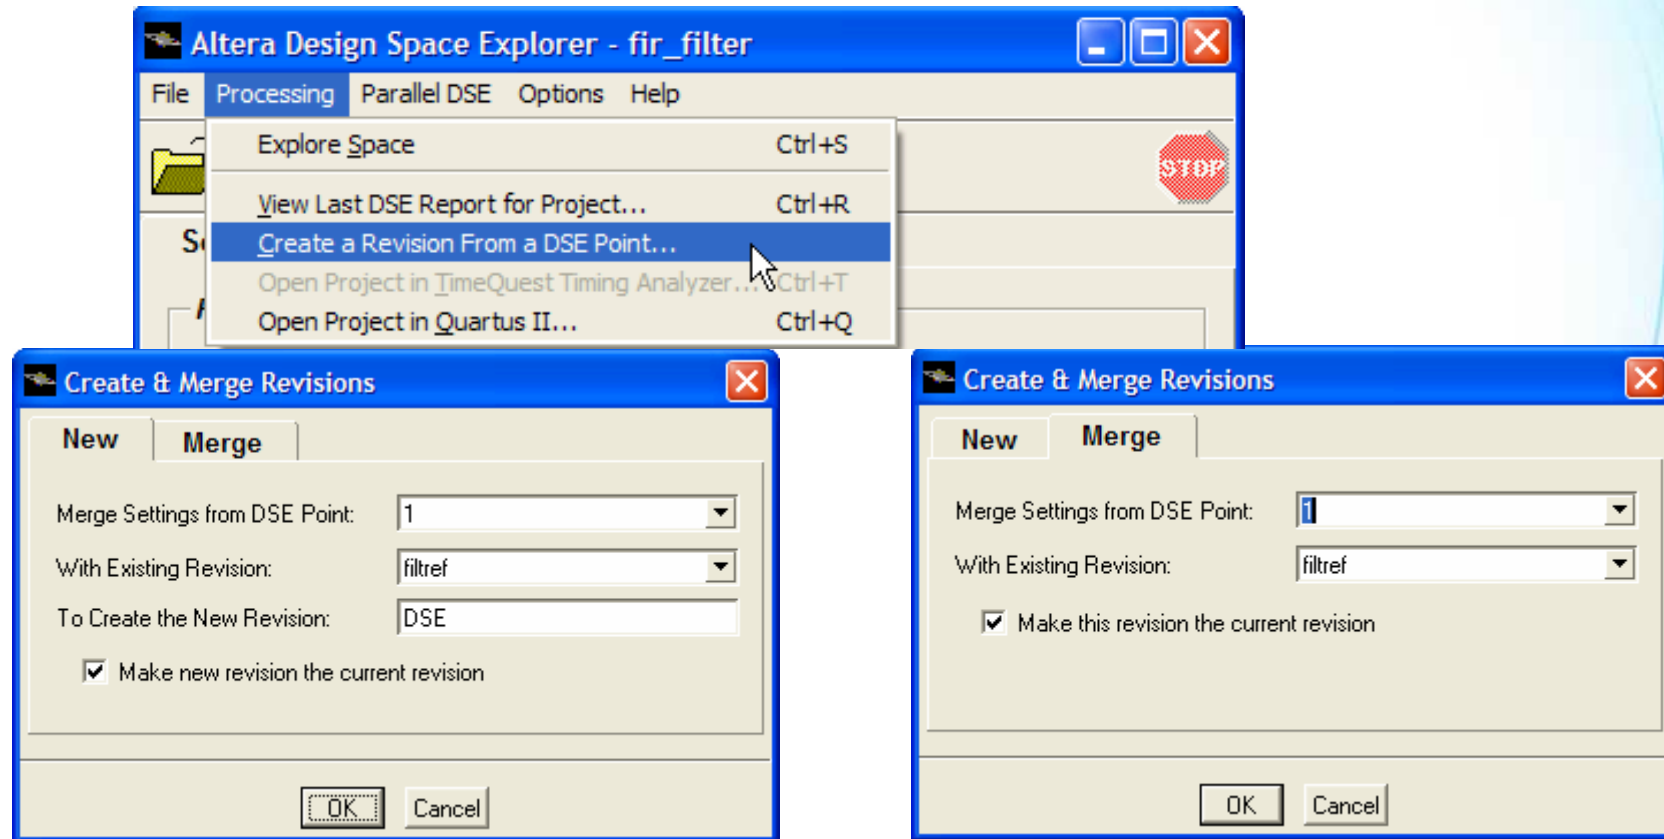 Altera Design Space Explorer - fir_filter
File Processing Parallel DSE Options Help
Explore Space Ctrl+S
STOP
View Last DSE Report for Project... Ctrl+R
Create a Revision From a DSE Point...
Open Project in TimeQuest Timing Analyzer... Ctrl+T
Open Project in Quartus II... Ctrl+Q
Create & Merge Revisions
New Merge
Merge Settings from DSE Point: 1
With Existing Revision: filtref
To Create the New Revision: DSE
Make new revision the current revision
OK Cancel
Create & Merge Revisions
New Merge
Merge Settings from DSE Point: 1
With Existing Revision: filtref
Make this revision the current revision
OK Cancel